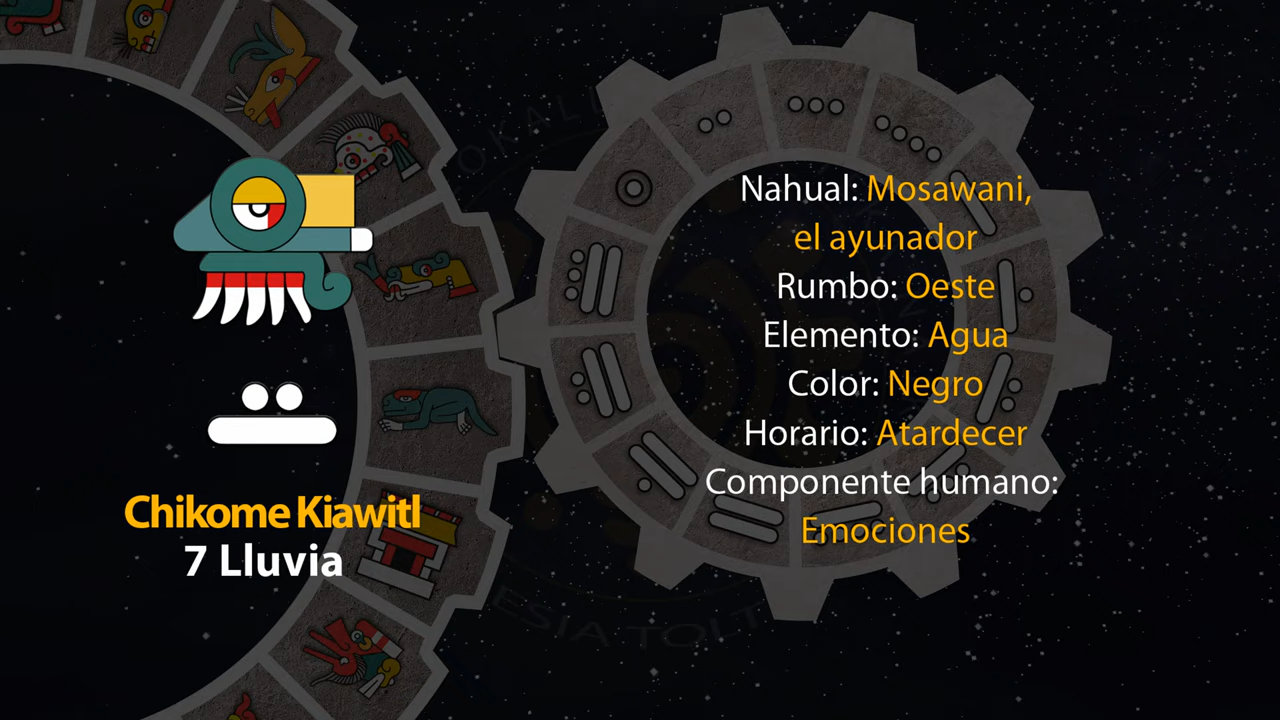 Chikome Kiawitl
7 Lluvia
Nahual: Mosawani,
el ayunador
Rumbo: Oeste
Elemento: Agua
Color: Negro
Horario: Atardecer
Componente humano:
Emociones